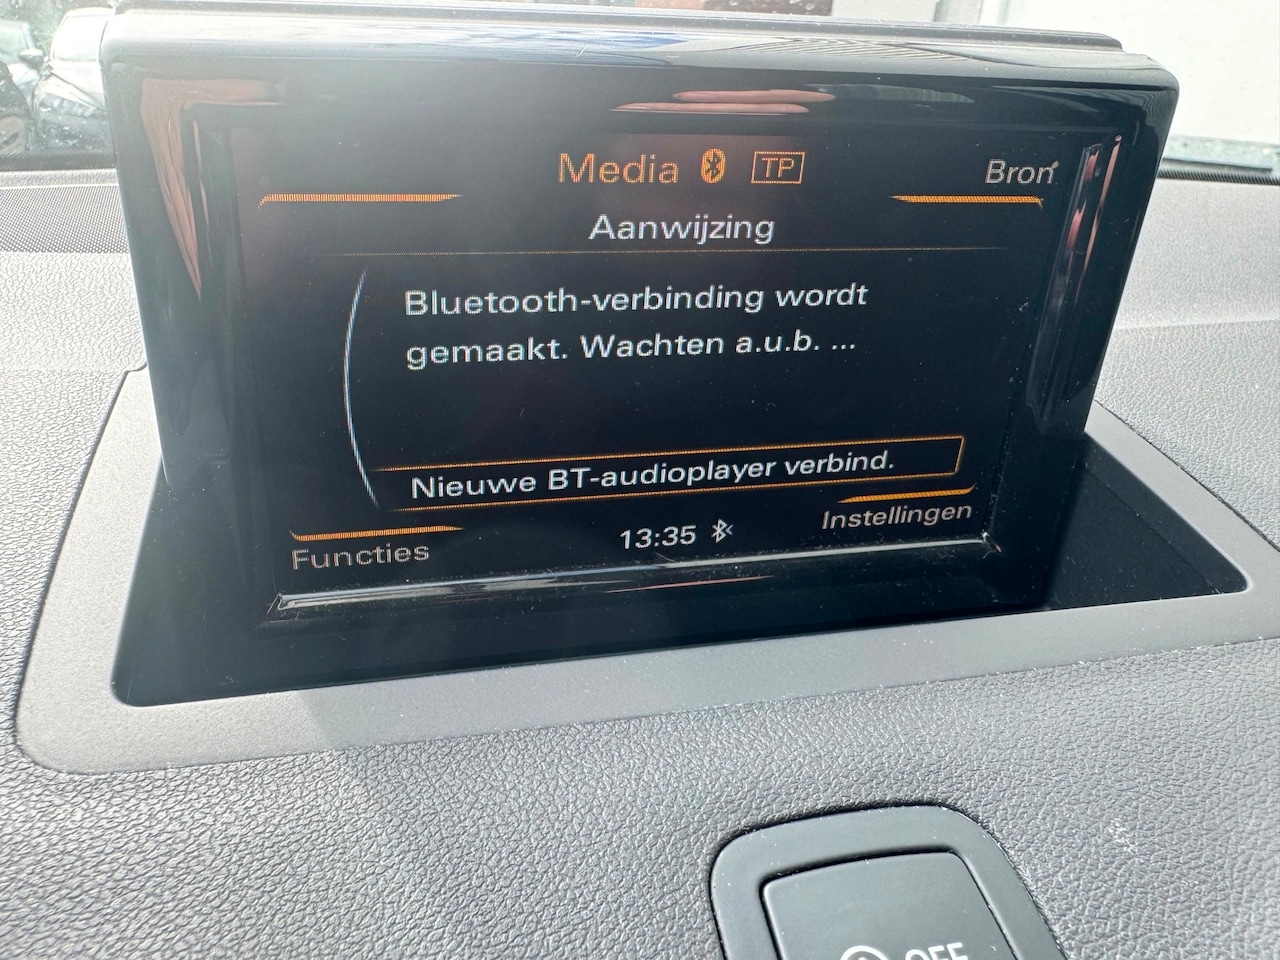 Media TP
Bron
Aanwijzing
Bluetooth-verbinding wordt
gemaakt. Wachten a.u.b. ...
Nieuwe BT-audioplayer verbind.
Functies
13:35
Instellingen
OFF